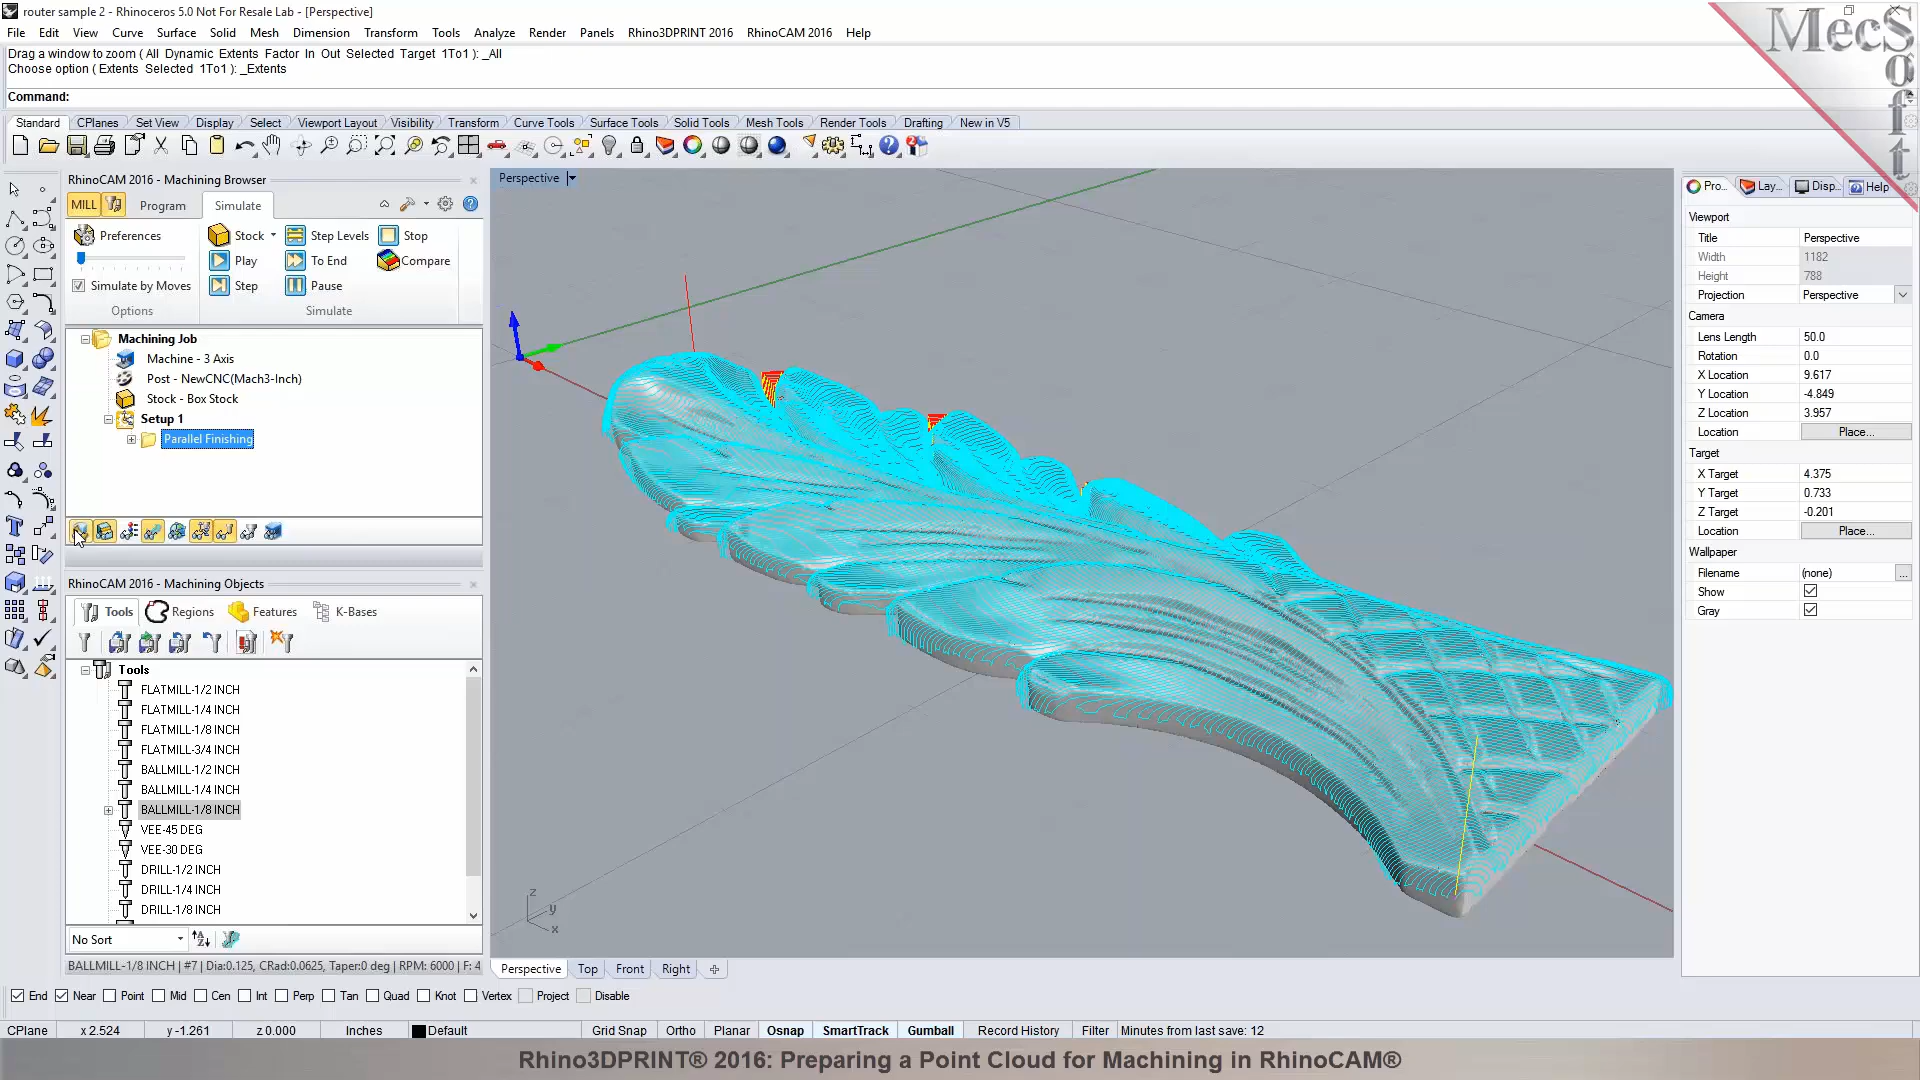 router sample 2 - Rhinoceros 5.0 Not For Resale Lab - [Perspective]
File Edit View Curve Surface Solid Mesh Dimension Transform Tools Analyze Render Panels Rhino3DPRINT 2016 RhinoCAM 2016 Help
Drag a window to zoom ( All Dynamic Extents Factor In Out Selected Target 1To1 ): _All
Choose option ( Extents Selected 1To1 ): _Extents
Command:
Standard CPlanes Set View Display Select Viewport Layout Visibility Transform Curve Tools Surface Tools Solid Tools Mesh Tools Render Tools Drafting New in V5
MecSoft
RhinoCAM 2016 - Machining Browser
MILL Program Simulate
Preferences Stock Step Levels Stop
Play To End Compare
Simulate by Moves Step Pause
Options Simulate
Machining Job
Machine - 3 Axis
Post - NewCNC(Mach3-Inch)
Stock - Box Stock
Setup 1
Parallel Finishing
RhinoCAM 2016 - Machining Objects
Tools Regions Features K-Bases
Tools
FLATMILL-1/2 INCH
FLATMILL-1/4 INCH
FLATMILL-1/8 INCH
FLATMILL-3/4 INCH
BALLMILL-1/2 INCH
BALLMILL-1/4 INCH
BALLMILL-1/8 INCH
VEE-45 DEG
VEE-30 DEG
DRILL-1/2 INCH
DRILL-1/4 INCH
DRILL-1/8 INCH
No Sort
BALLMILL-1/8 INCH | #7 | Dia:0.125, CRad:0.0625, Taper:0 deg | RPM: 6000 | F: 4
Perspective
z
y
x
Perspective Top Front Right
Pro... Lay... Disp... Help
Viewport
Title Perspective
Width 1182
Height 788
Projection Perspective
Camera
Lens Length 50.0
Rotation 0.0
X Location 9.617
Y Location -4.849
Z Location 3.957
Location Place...
Target
X Target 4.375
Y Target 0.733
Z Target -0.201
Location Place...
Wallpaper
Filename (none) ...
Show
Gray
End Near Point Mid Cen Int Perp Tan Quad Knot Vertex Project Disable
CPlane x 2.524 y -1.261 z 0.000 Inches Default Grid Snap Ortho Planar Osnap SmartTrack Gumball Record History Filter Minutes from last save: 12
Rhino3DPRINT® 2016: Preparing a Point Cloud for Machining in RhinoCAM®